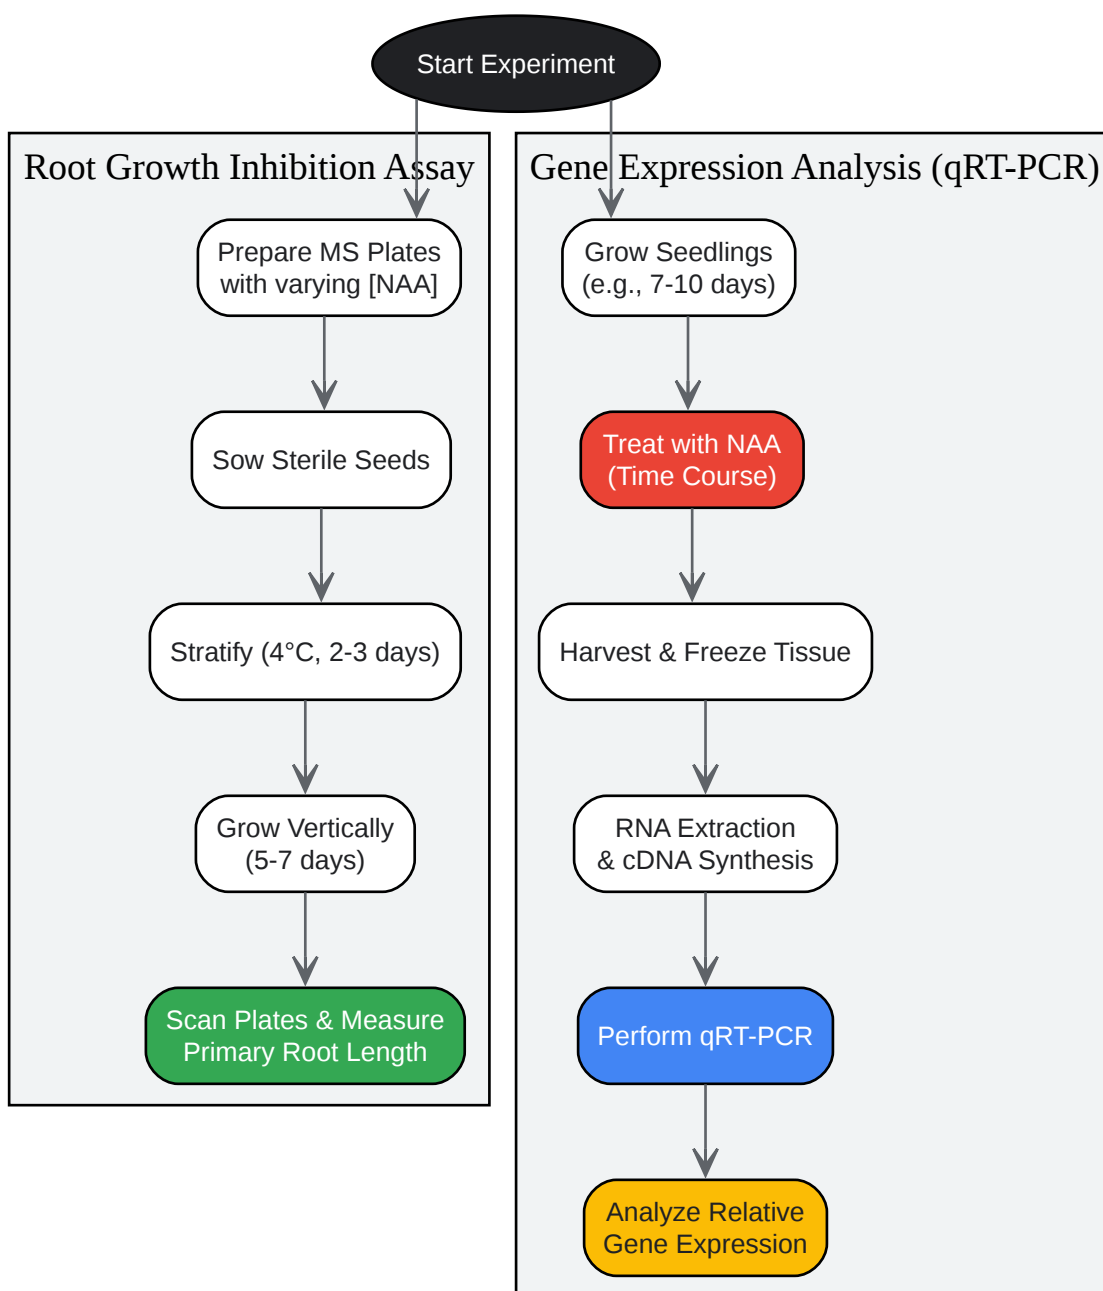 Start Experiment
Root Growth Inhibition Assay
Prepare MS Plates
with varying [NAA]
Sow Sterile Seeds
Stratify (4°C, 2-3 days)
Grow Vertically
(5-7 days)
Scan Plates & Measure
Primary Root Length
Gene Expression Analysis (qRT-PCR)
Grow Seedlings
(e.g., 7-10 days)
Treat with NAA
(Time Course)
Harvest & Freeze Tissue
RNA Extraction
& cDNA Synthesis
Perform qRT-PCR
Analyze Relative
Gene Expression